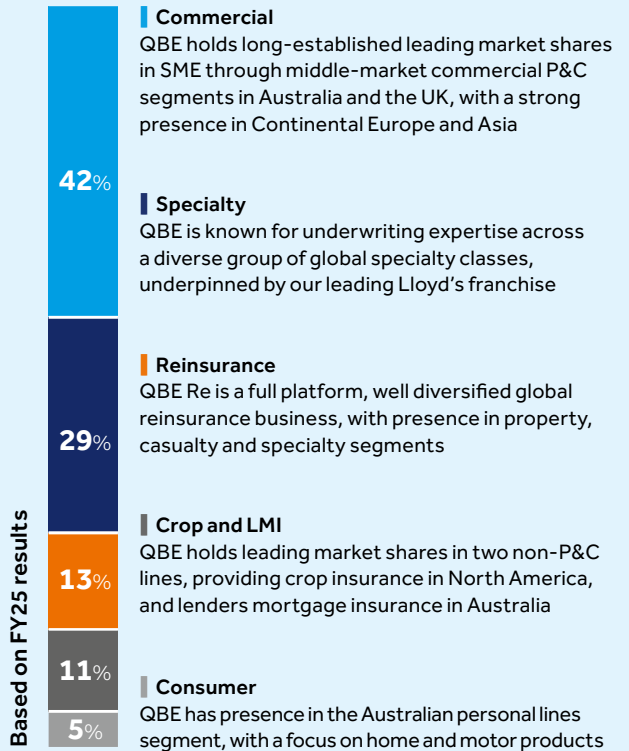 Commercial
QBE holds long-established leading market shares
in SME through middle-market commercial P&C
segments in Australia and the UK, with a strong
presence in Continental Europe and Asia
42%
Specialty
QBE is known for underwriting expertise across
a diverse group of global specialty classes,
underpinned by our leading Lloyd’s franchise
Reinsurance
QBE Re is a full platform, well diversified global
reinsurance business, with presence in property,
casualty and specialty segments
29%
Crop and LMI
QBE holds leading market shares in two non-P&C
lines, providing crop insurance in North America,
and lenders mortgage insurance in Australia
13%
11%
Consumer
QBE has presence in the Australian personal lines
segment, with a focus on home and motor products
5%
Based on FY25 results